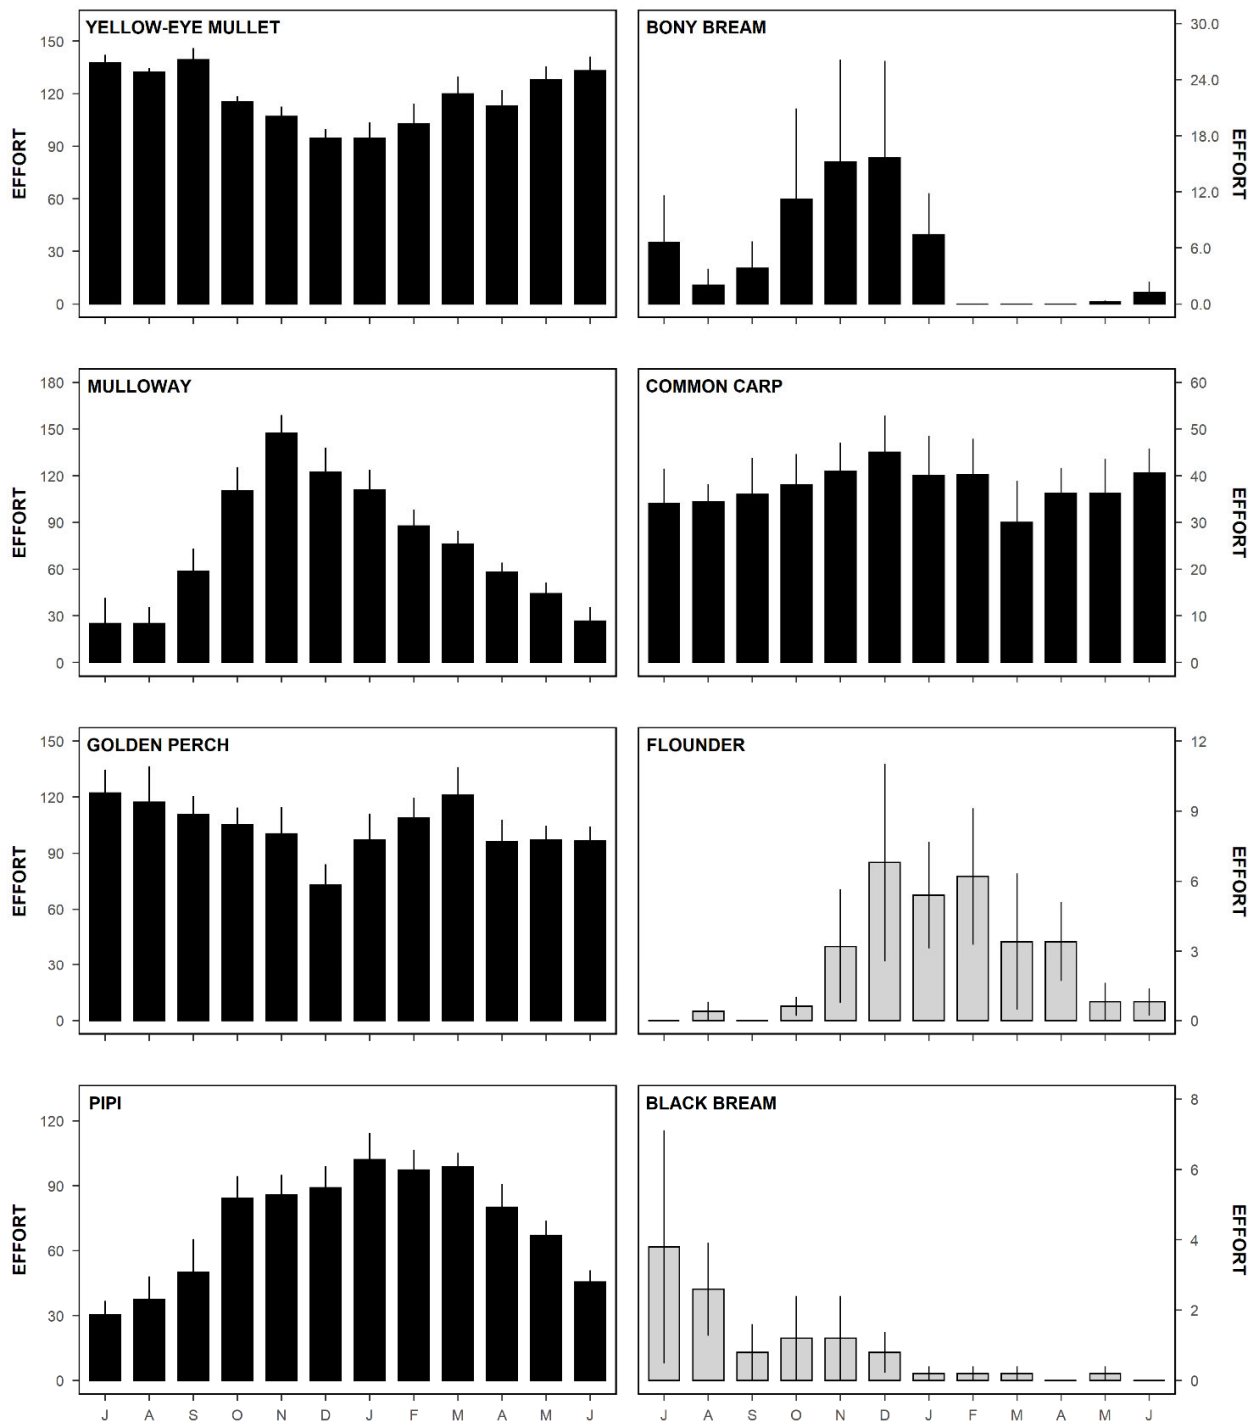 YELLOW-EYE MULLET
EFFORT
150
120
90
60
30
0
BONY BREAM
30.0
24.0
18.0
12.0
6.0
0.0
EFFORT
MULLOWAY
EFFORT
180
150
120
90
60
30
0
COMMON CARP
60
50
40
30
20
10
0
EFFORT
GOLDEN PERCH
EFFORT
150
120
90
60
30
0
FLOUNDER
12
9
6
3
0
EFFORT
PIPI
EFFORT
120
90
60
30
0
J A S O N D J F M A M J
BLACK BREAM
8
6
4
2
0
EFFORT
J A S O N D J F M A M J